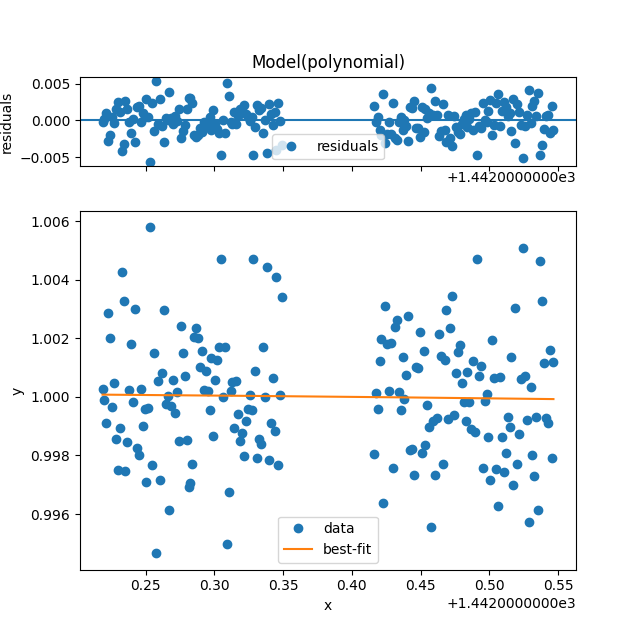 Model(polynomial)
0.005
0.000
−0.005
residuals
residuals
+1.4420000000e3
1.006
1.004
1.002
1.000
0.998
0.996
y
data
best-fit
0.25
0.30
0.35
0.40
0.45
0.50
0.55
x
+1.4420000000e3